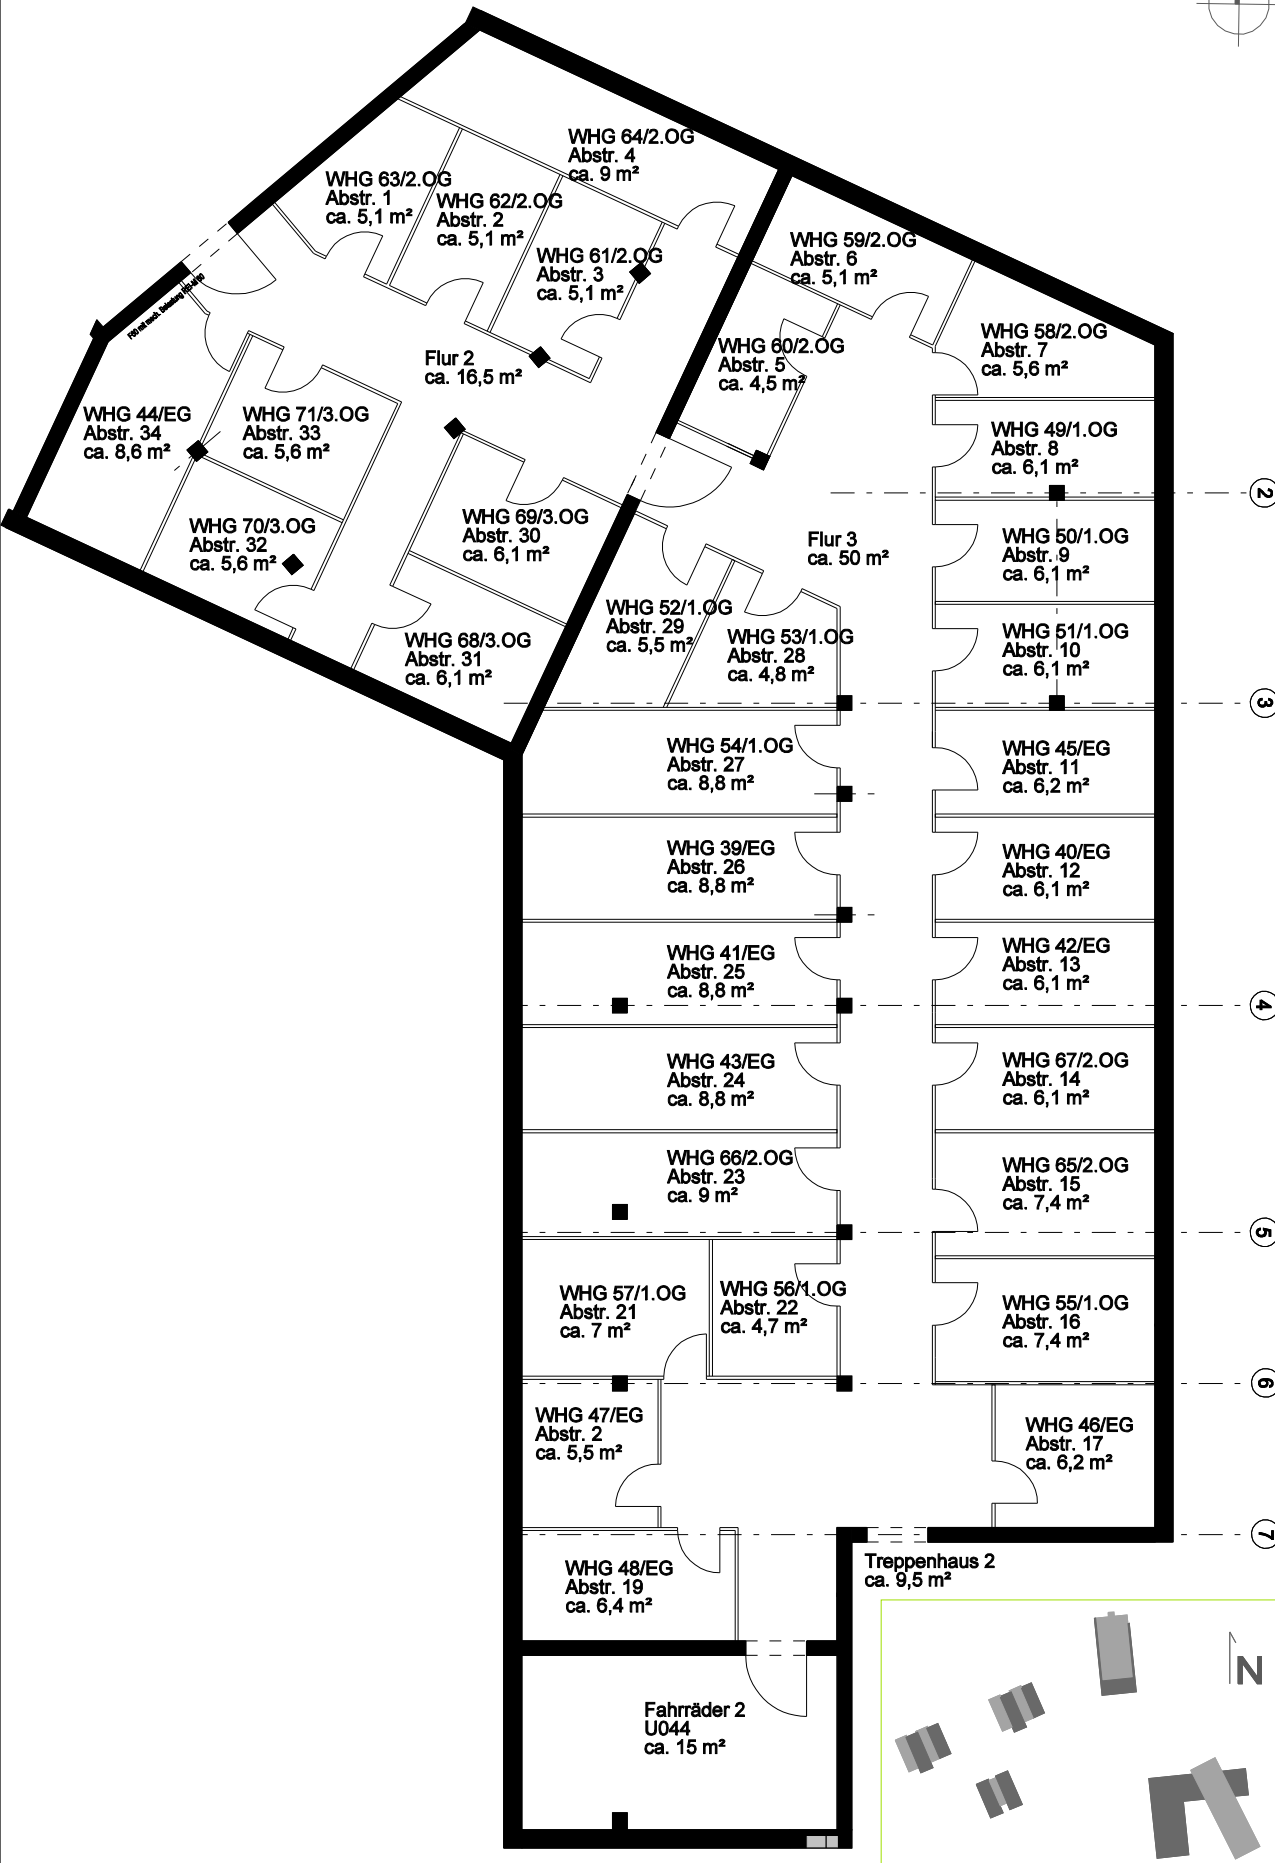 WHG 64/2.OG
Abstr. 4
ca. 9 m²
WHG 63/2.OG
Abstr. 1
ca. 5,1 m²
WHG 62/2.OG
Abstr. 2
ca. 5,1 m²
WHG 61/2.OG
Abstr. 3
ca. 5,1 m²
WHG 59/2.OG
Abstr. 6
ca. 5,1 m²
WHG 60/2.OG
Abstr. 5
ca. 4,5 m²
WHG 58/2.OG
Abstr. 7
ca. 5,6 m²
Flur 2
ca. 16,5 m²
WHG 44/EG
Abstr. 34
ca. 8,6 m²
WHG 71/3.OG
Abstr. 33
ca. 5,6 m²
WHG 49/1.OG
Abstr. 8
ca. 6,1 m²
2
WHG 70/3.OG
Abstr. 32
ca. 5,6 m²
WHG 69/3.OG
Abstr. 30
ca. 6,1 m²
Flur 3
ca. 50 m²
WHG 50/1.OG
Abstr. 9
ca. 6,1 m²
WHG 52/1.OG
Abstr. 29
ca. 5,5 m²
WHG 53/1.OG
Abstr. 28
ca. 4,8 m²
WHG 51/1.OG
Abstr. 10
ca. 6,1 m²
WHG 68/3.OG
Abstr. 31
ca. 6,1 m²
3
WHG 54/1.OG
Abstr. 27
ca. 8,8 m²
WHG 45/EG
Abstr. 11
ca. 6,2 m²
WHG 39/EG
Abstr. 26
ca. 8,8 m²
WHG 40/EG
Abstr. 12
ca. 6,1 m²
WHG 41/EG
Abstr. 25
ca. 8,8 m²
WHG 42/EG
Abstr. 13
ca. 6,1 m²
4
WHG 43/EG
Abstr. 24
ca. 8,8 m²
WHG 67/2.OG
Abstr. 14
ca. 6,1 m²
WHG 66/2.OG
Abstr. 23
ca. 9 m²
WHG 65/2.OG
Abstr. 15
ca. 7,4 m²
5
WHG 57/1.OG
Abstr. 21
ca. 7 m²
WHG 56/1.OG
Abstr. 22
ca. 4,7 m²
WHG 55/1.OG
Abstr. 16
ca. 7,4 m²
6
WHG 47/EG
Abstr. 2
ca. 5,5 m²
WHG 46/EG
Abstr. 17
ca. 6,2 m²
7
WHG 48/EG
Abstr. 19
ca. 6,4 m²
Treppenhaus 2
ca. 9,5 m²
Fahrräder 2
U044
ca. 15 m²
N